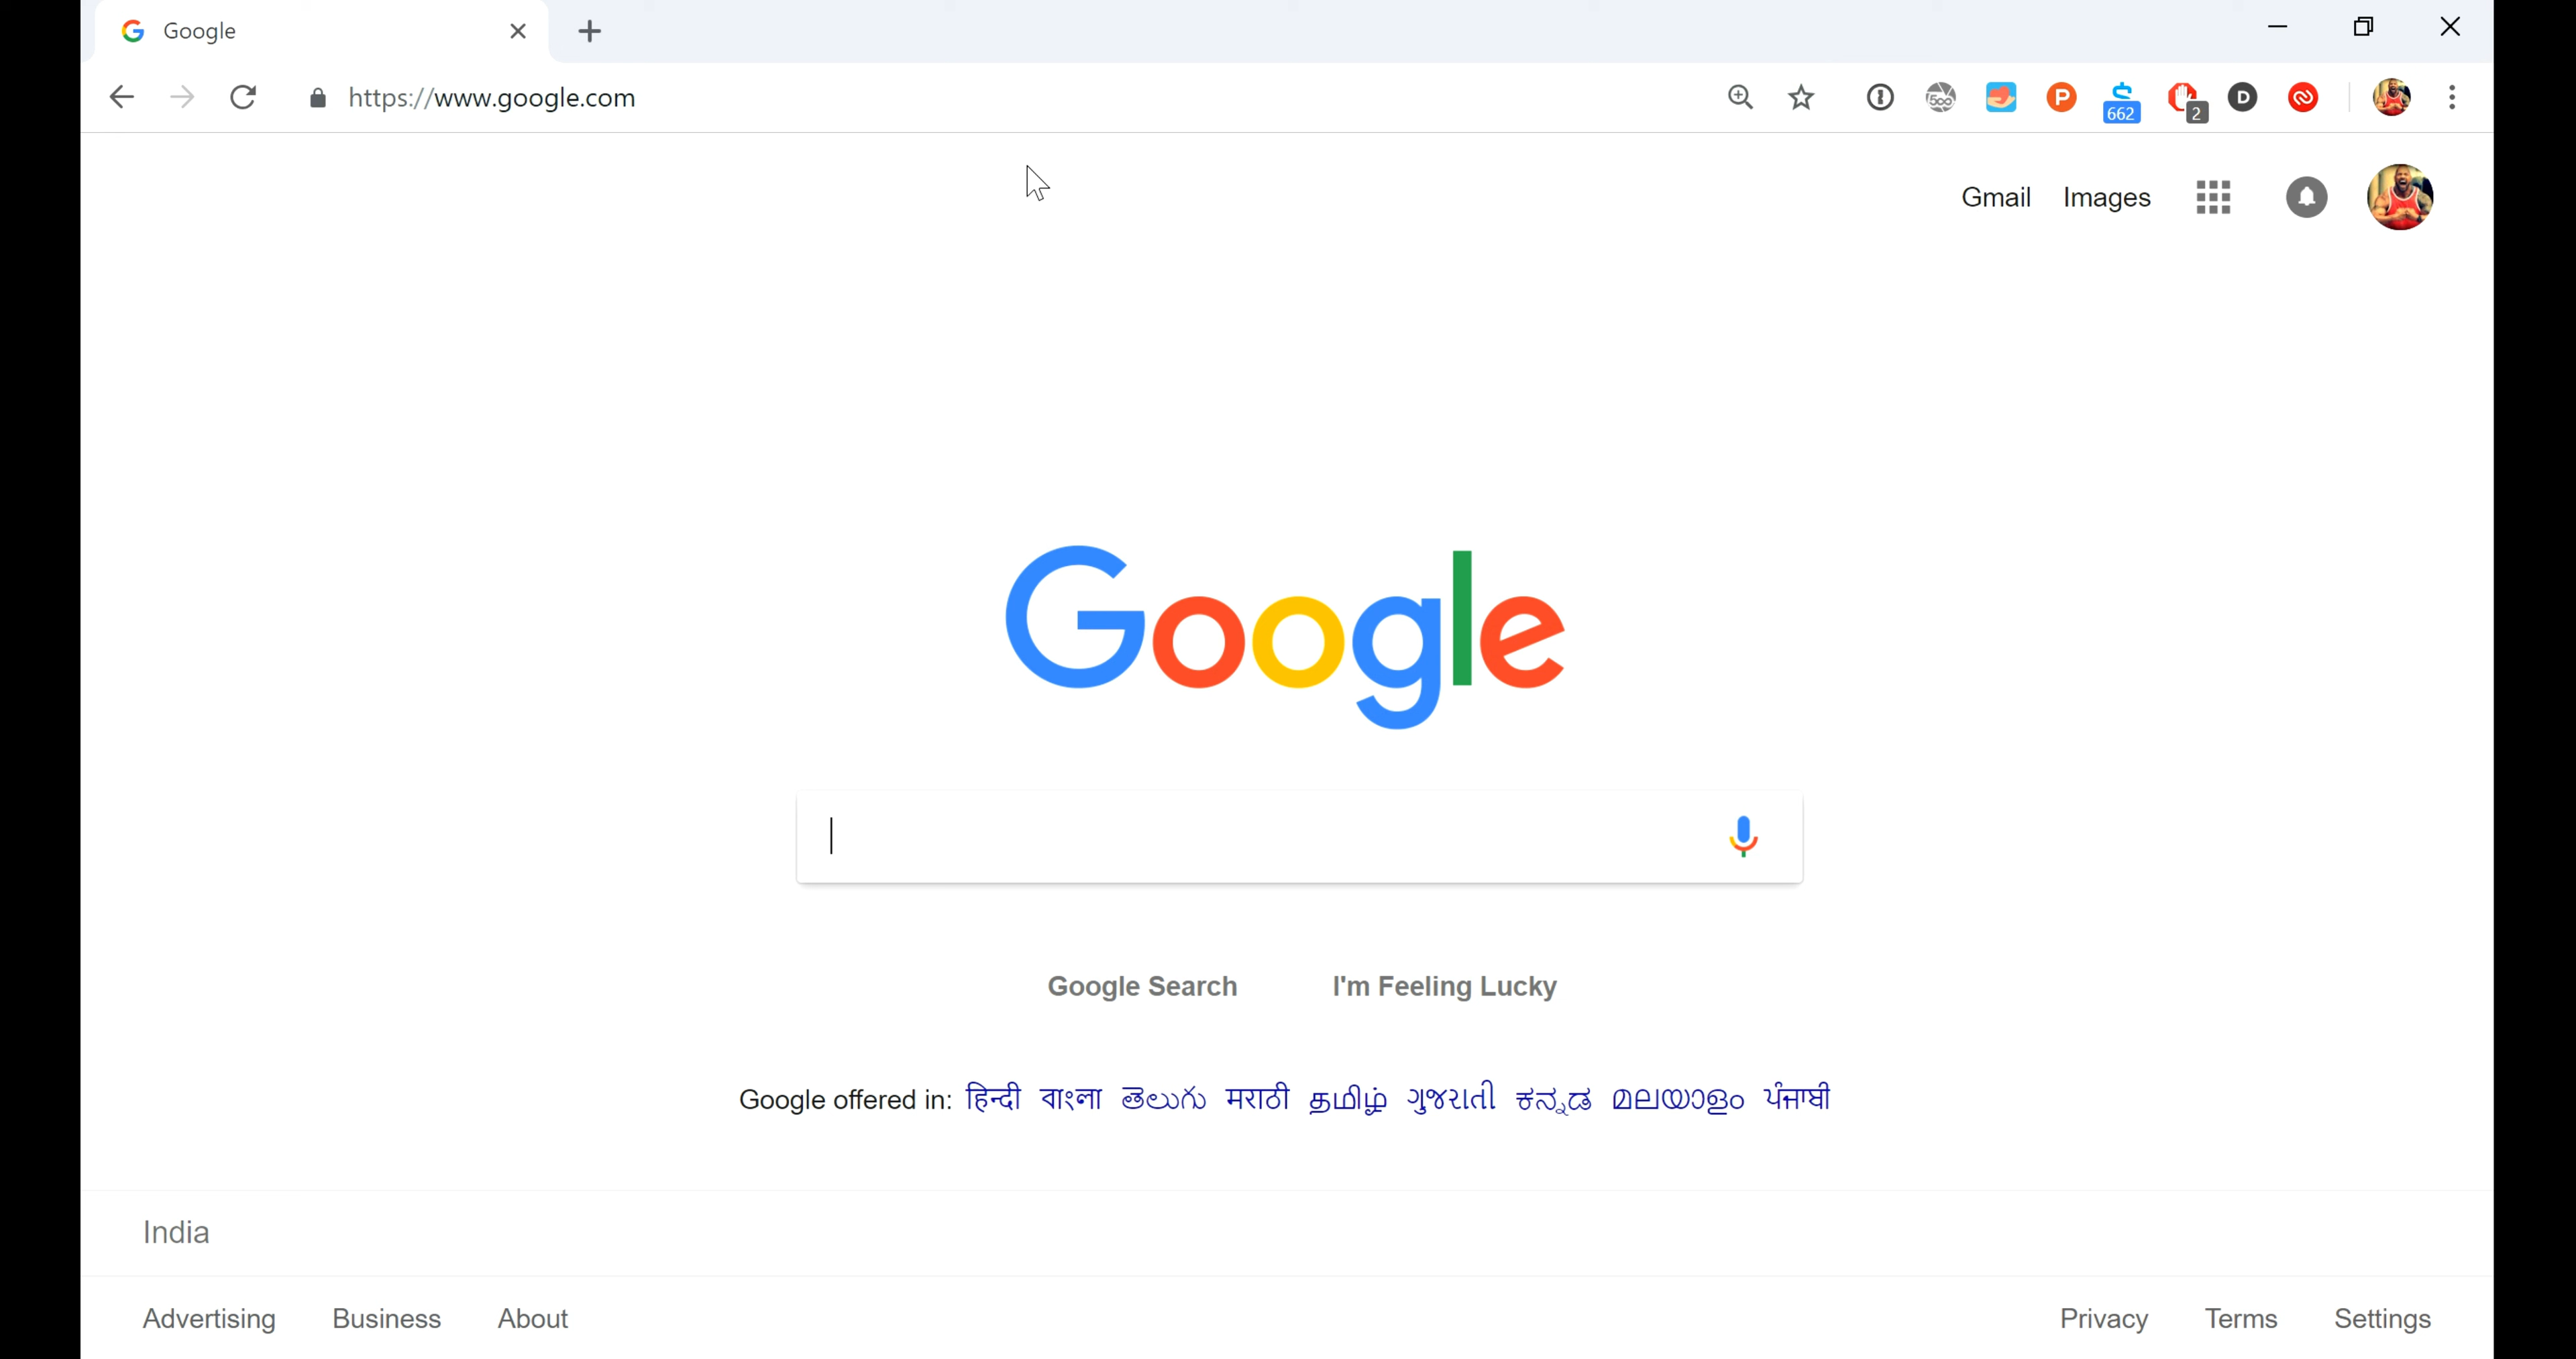 Google
https://www.google.com
500 P 662 2 D
Gmail Images
Google
Google Search I'm Feeling Lucky
Google offered in: हिन्दी বাংলা తెలుగు मराठी தமிழ் ગુજરાતી ಕನ್ನಡ മലയാളം ਪੰਜਾਬੀ
India
Advertising Business About Privacy Terms Settings